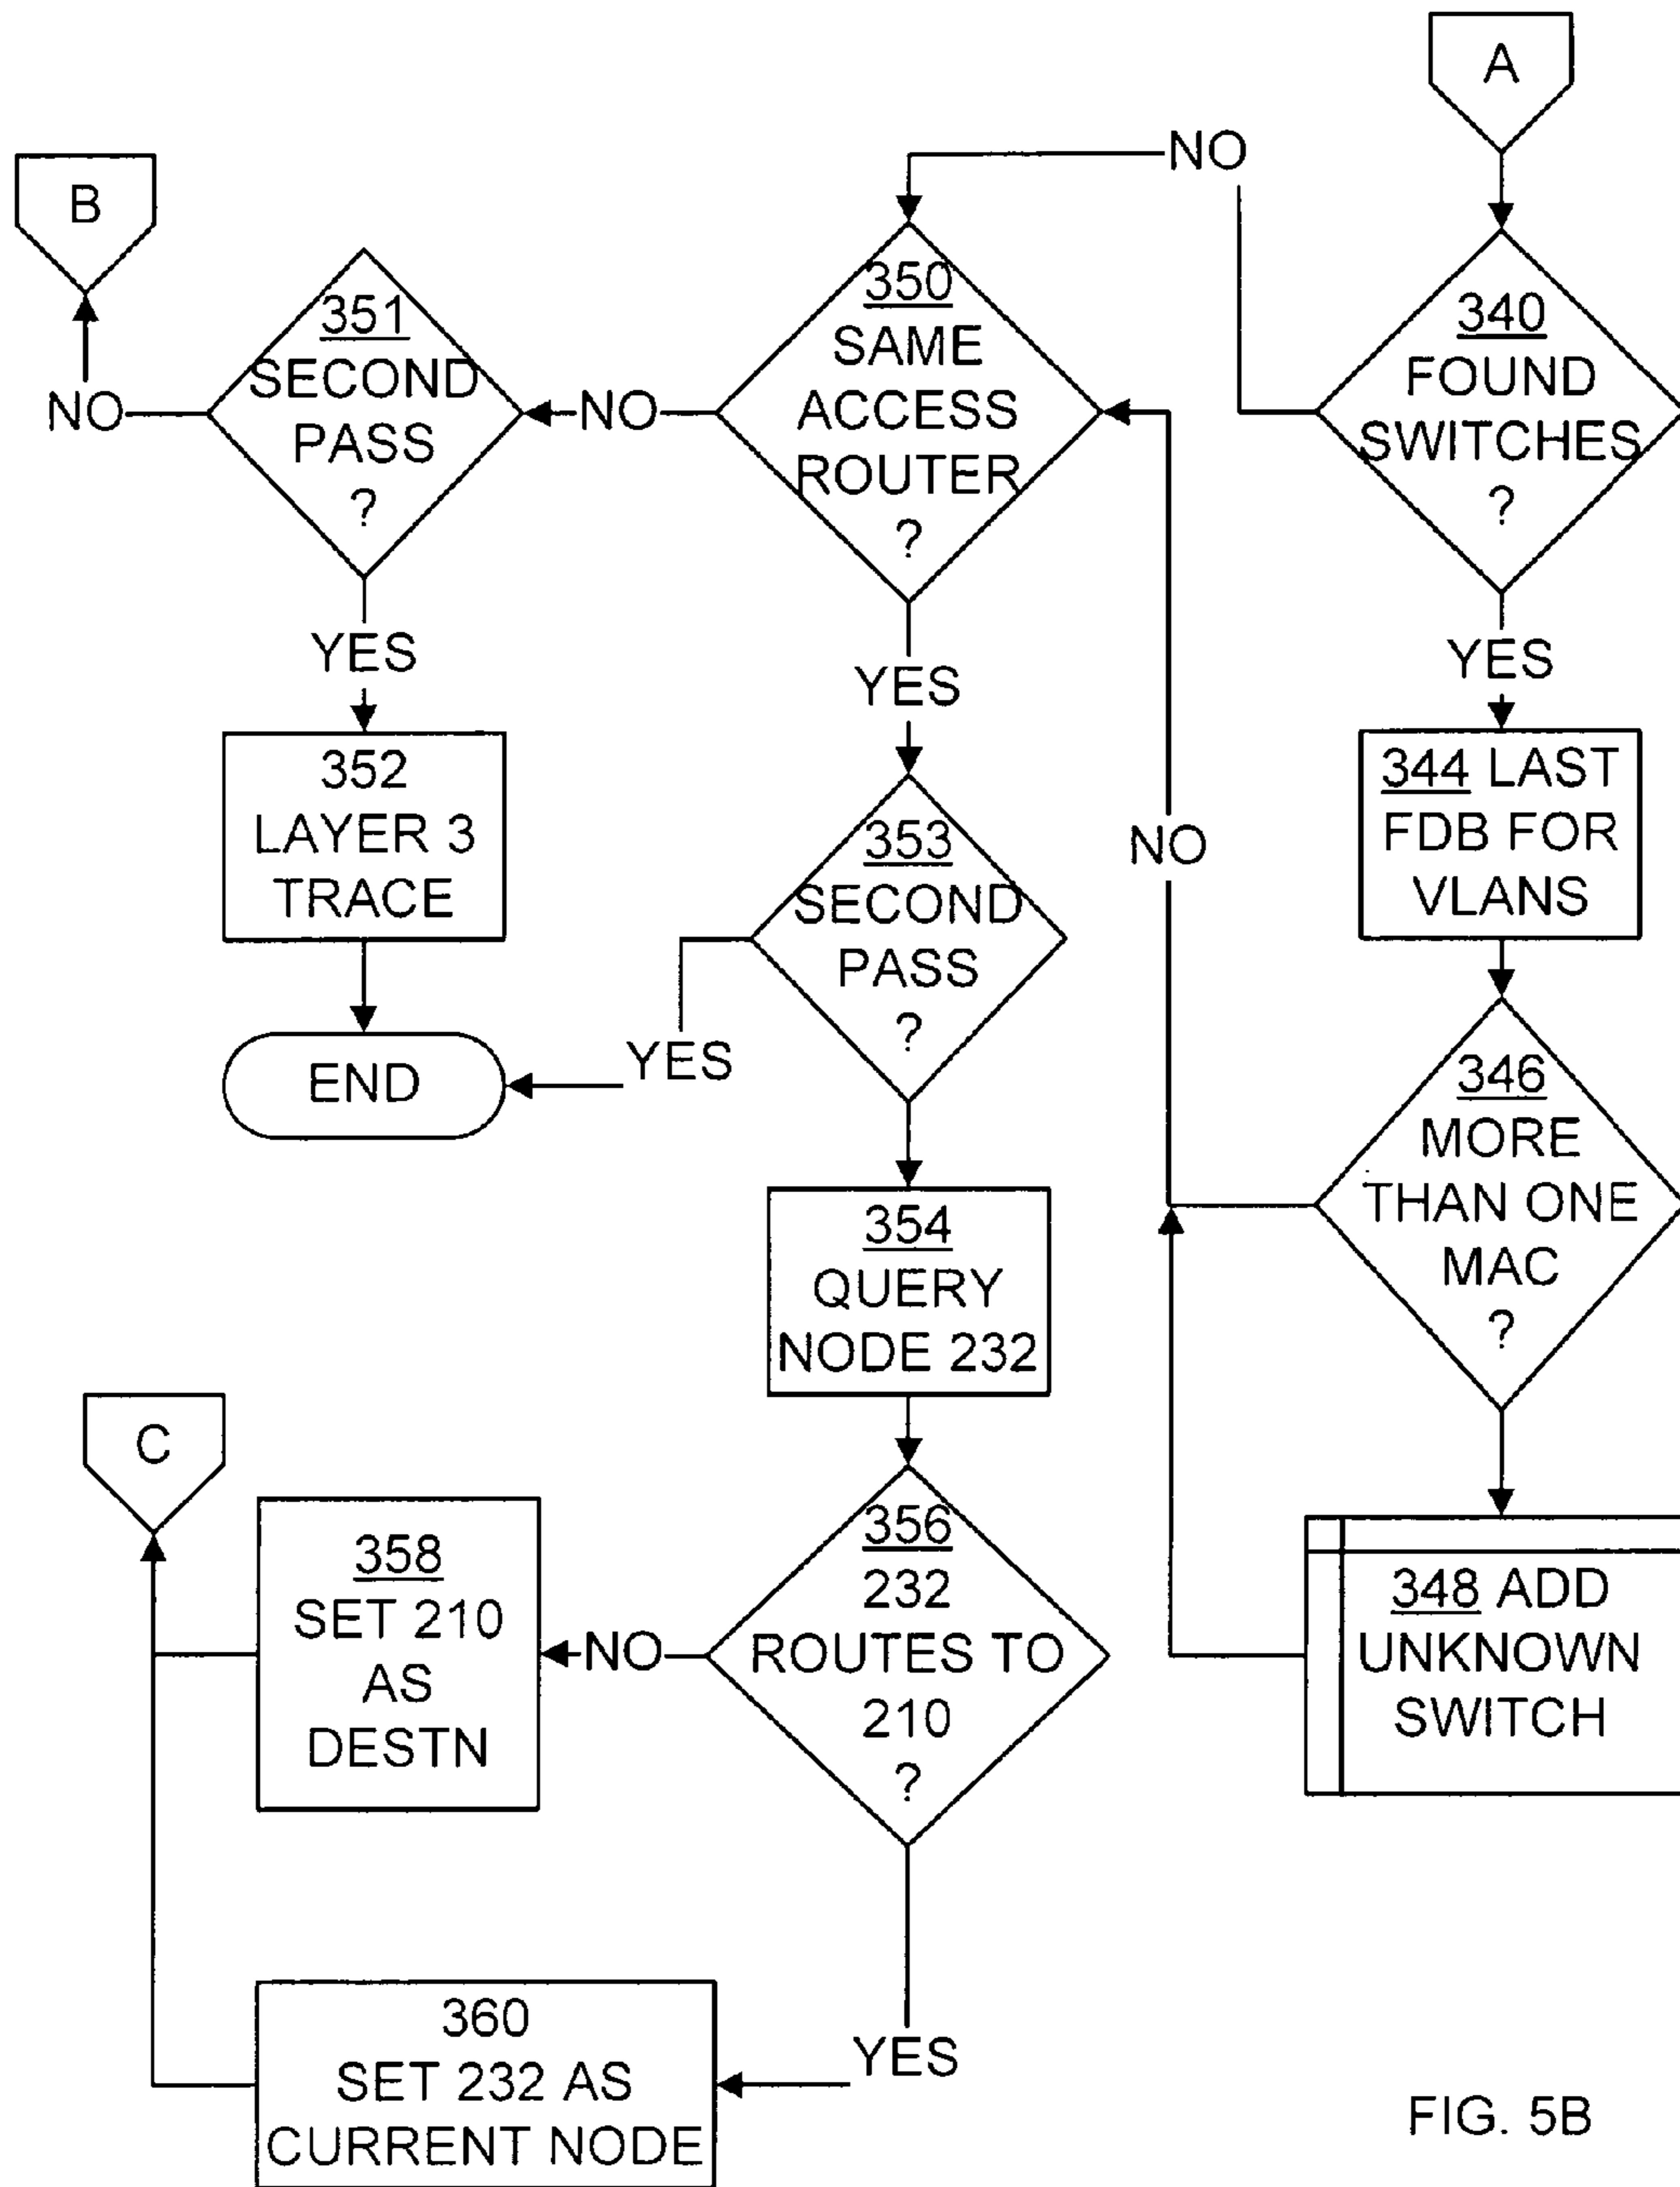 A
NO
B
340
FOUND
SWITCHES
?
350
SAME
ACCESS
ROUTER
?
351
SECOND
PASS
?
NO
NO
YES
YES
YES
344 LAST
FDB FOR
VLANS
352
LAYER 3
TRACE
353
SECOND
PASS
?
NO
YES
END
346
MORE
THAN ONE
MAC
?
354
QUERY
NODE 232
C
356
232
ROUTES TO
210
?
NO
358
SET 210
AS
DESTN
348 ADD
UNKNOWN
SWITCH
YES
360
SET 232 AS
CURRENT NODE
FIG. 5B